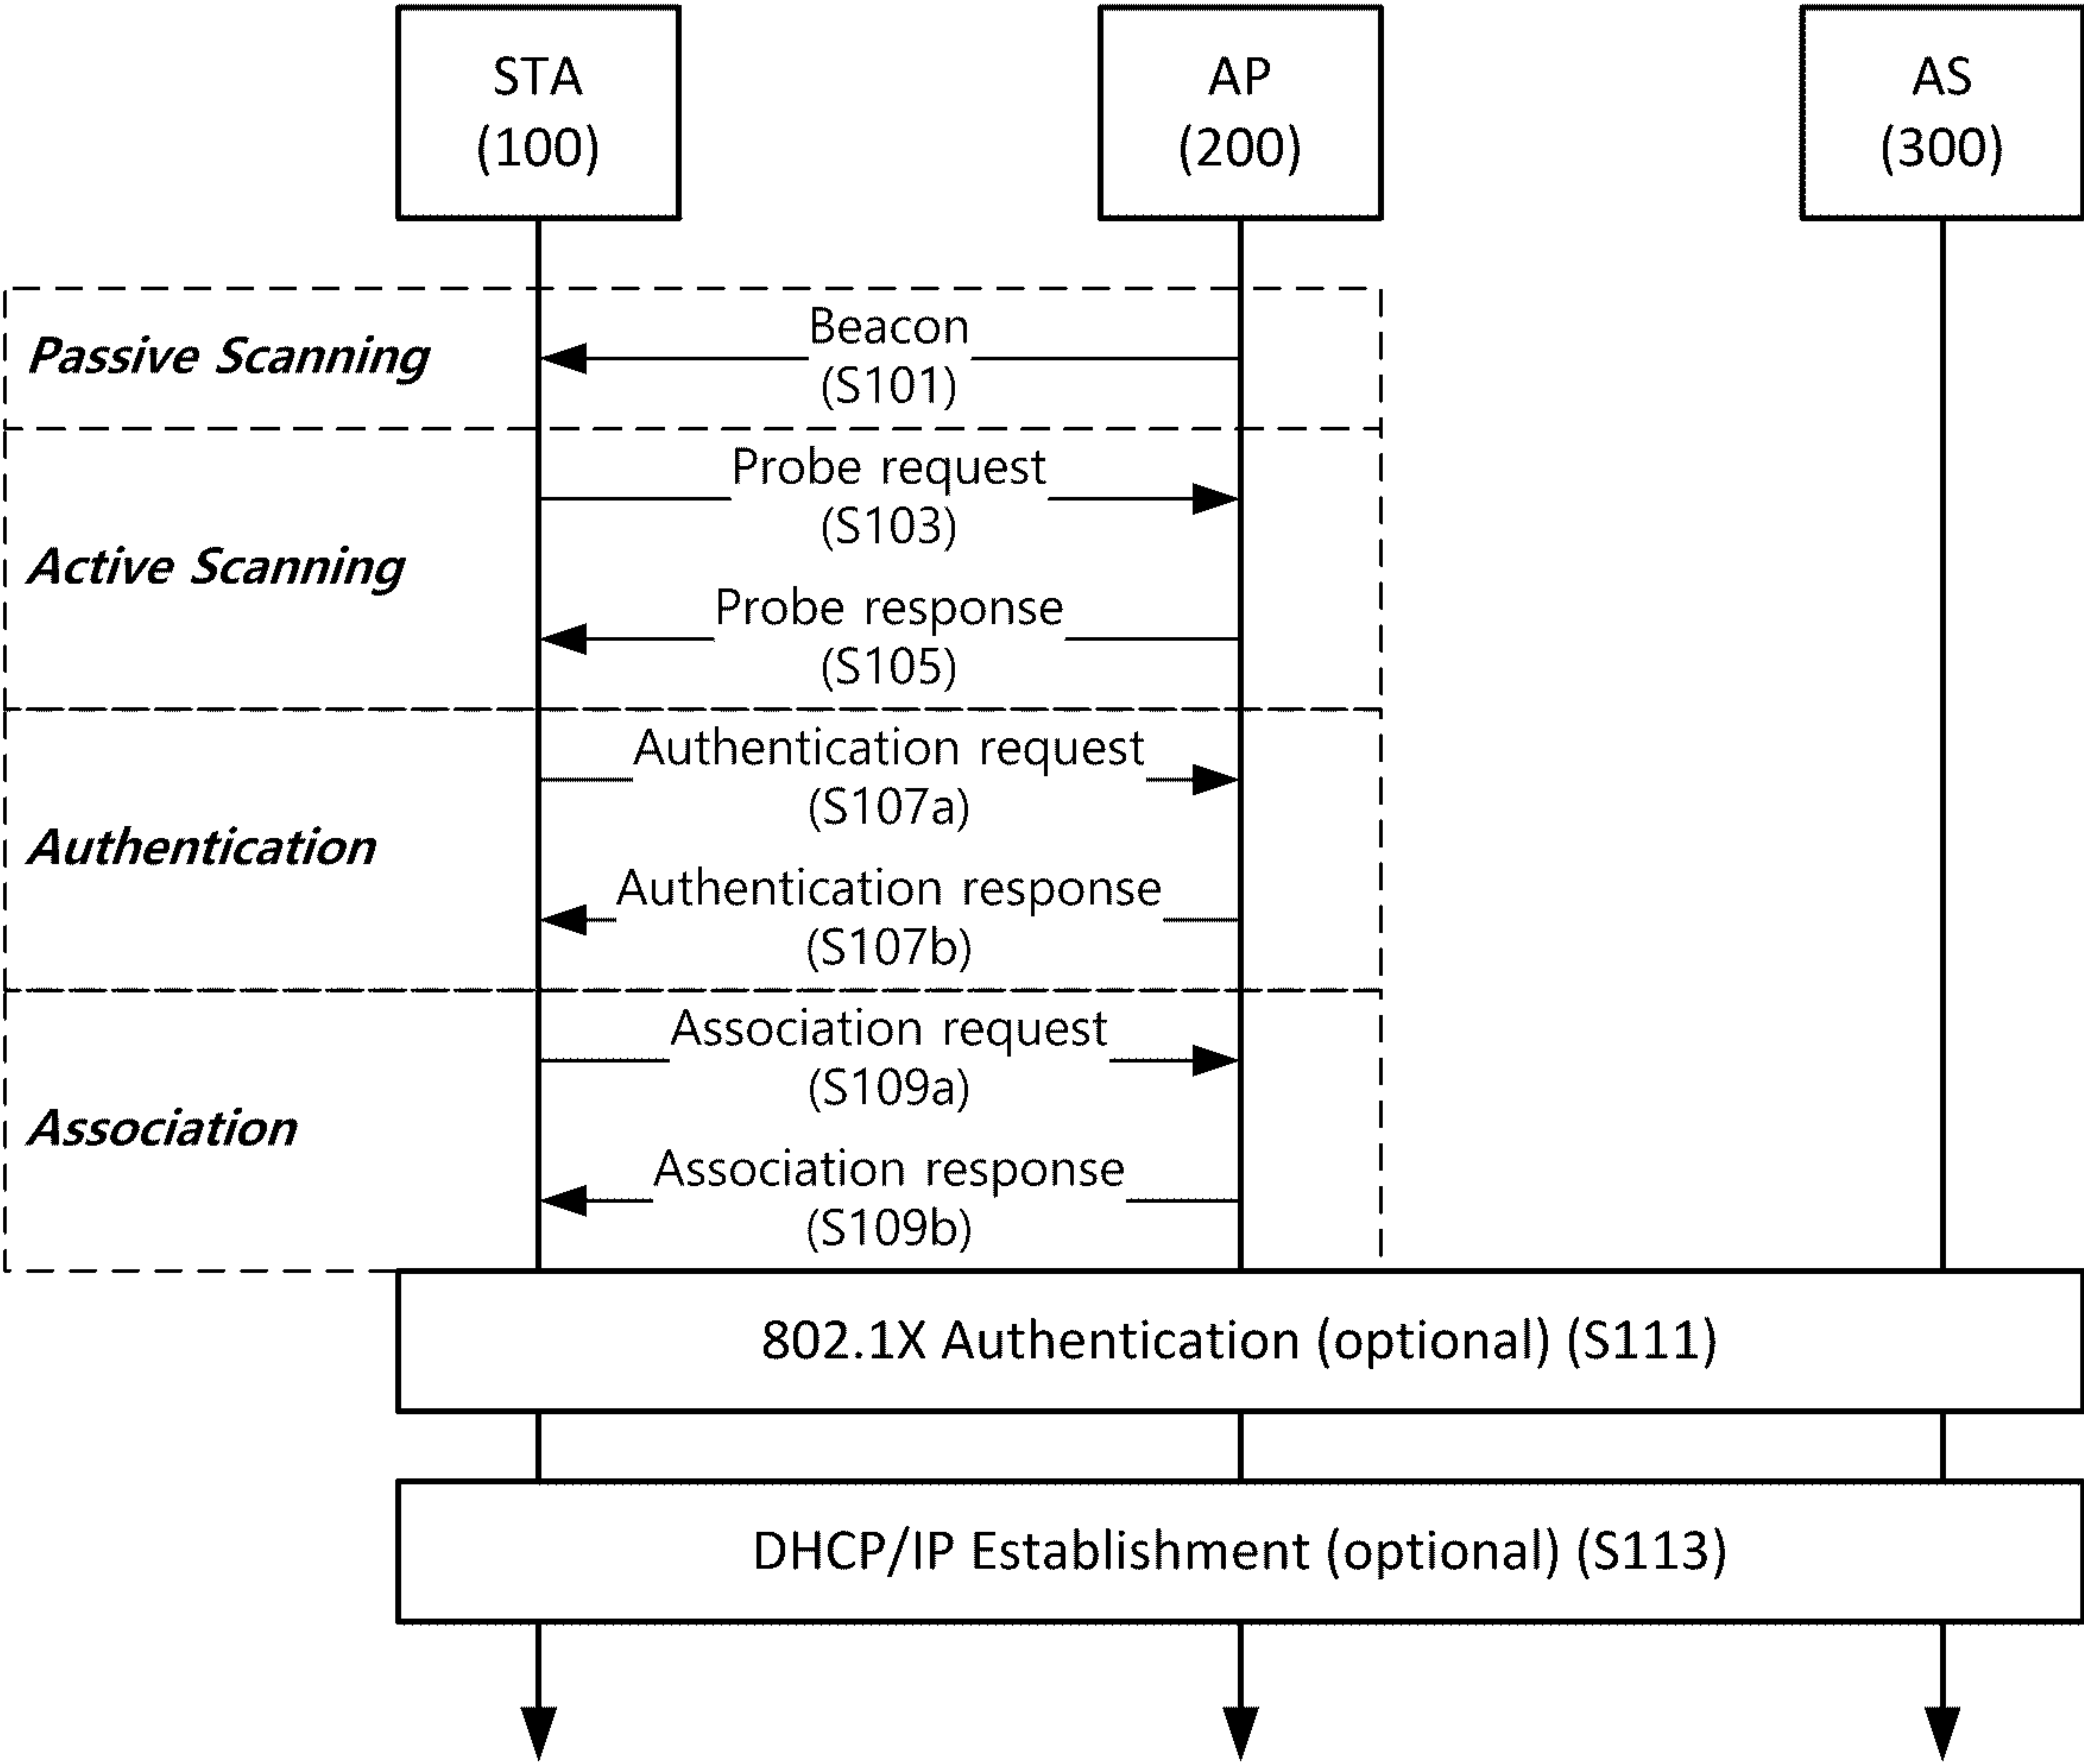 STA
(100)
AP
(200)
AS
(300)
Passive Scanning
Beacon
(S101)
Active Scanning
Probe request
(S103)
Probe response
(S105)
Authentication
Authentication request
(S107a)
Authentication response
(S107b)
Association
Association request
(S109a)
Association response
(S109b)
802.1X Authentication (optional) (S111)
DHCP/IP Establishment (optional) (S113)